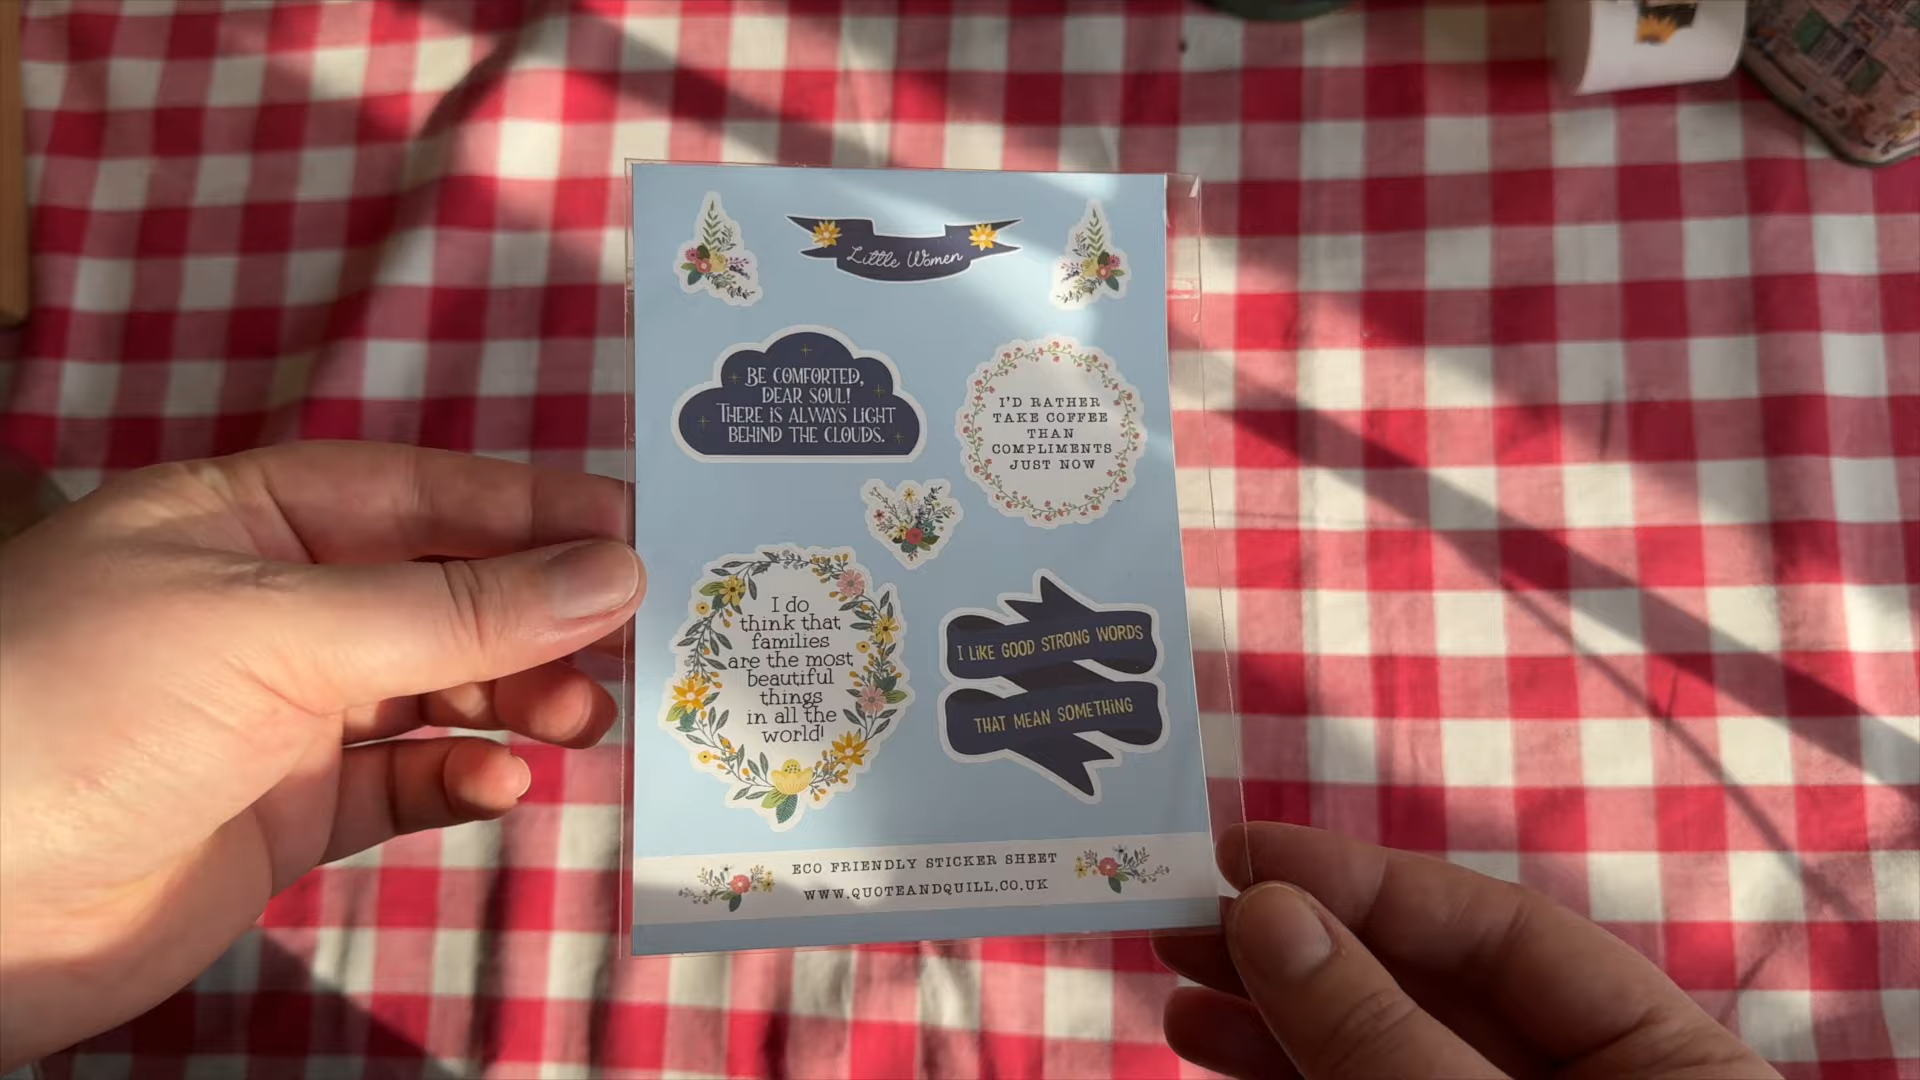 Little Women
BE COMFORTED,
DEAR SOUL!
THERE IS ALWAYS LIGHT
BEHIND THE CLOUDS.
I'D RATHER
TAKE COFFEE
THAN
COMPLIMENTS
JUST NOW
I do
think that
families
are the most
beautiful
things
in all the
world!
I LIKE GOOD STRONG WORDS
THAT MEAN SOMETHING
ECO FRIENDLY STICKER SHEET
WWW.QUOTEANDQUILL.CO.UK